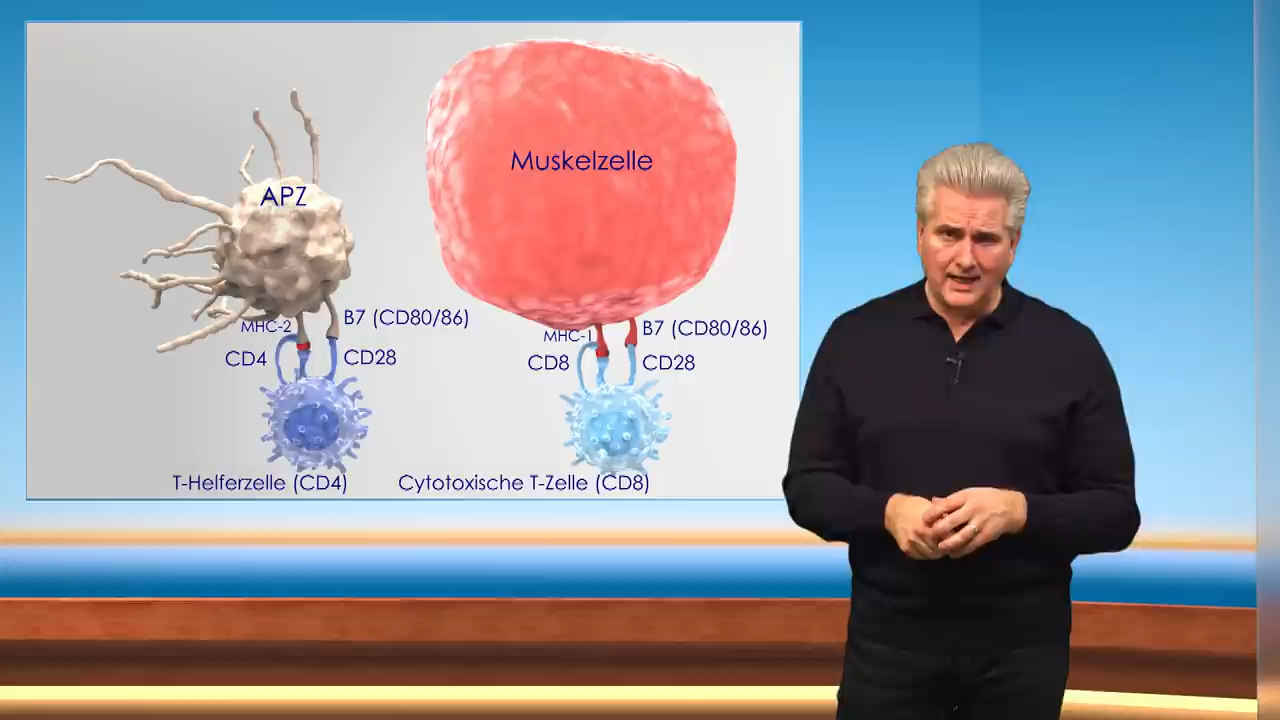 APZ
MHC-2
B7 (CD80/86)
CD4
CD28
T-Helferzelle (CD4)
Muskelzelle
MHC-1
B7 (CD80/86)
CD8
CD28
Cytotoxische T-Zelle (CD8)